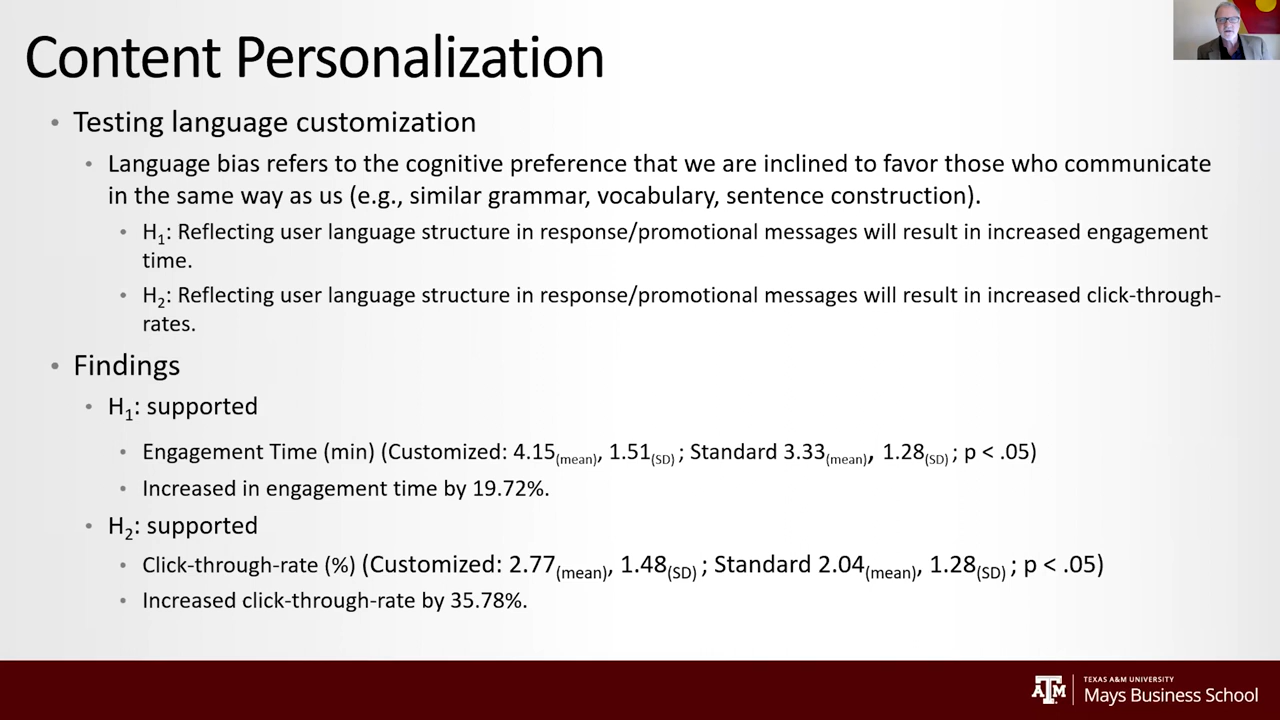 Content Personalization
• Testing language customization
• Language bias refers to the cognitive preference that we are inclined to favor those who communicate
in the same way as us (e.g., similar grammar, vocabulary, sentence construction).
• H1: Reflecting user language structure in response/promotional messages will result in increased engagement
time.
• H2: Reflecting user language structure in response/promotional messages will result in increased click-through-
rates.
• Findings
• H1: supported
• Engagement Time (min) (Customized: 4.15(mean), 1.51(SD) ; Standard 3.33(mean), 1.28(SD) ; p < .05)
• Increased in engagement time by 19.72%.
• H2: supported
• Click-through-rate (%) (Customized: 2.77(mean), 1.48(SD) ; Standard 2.04(mean), 1.28(SD) ; p < .05)
• Increased click-through-rate by 35.78%.
ATM
TEXAS A&M UNIVERSITY
Mays Business School